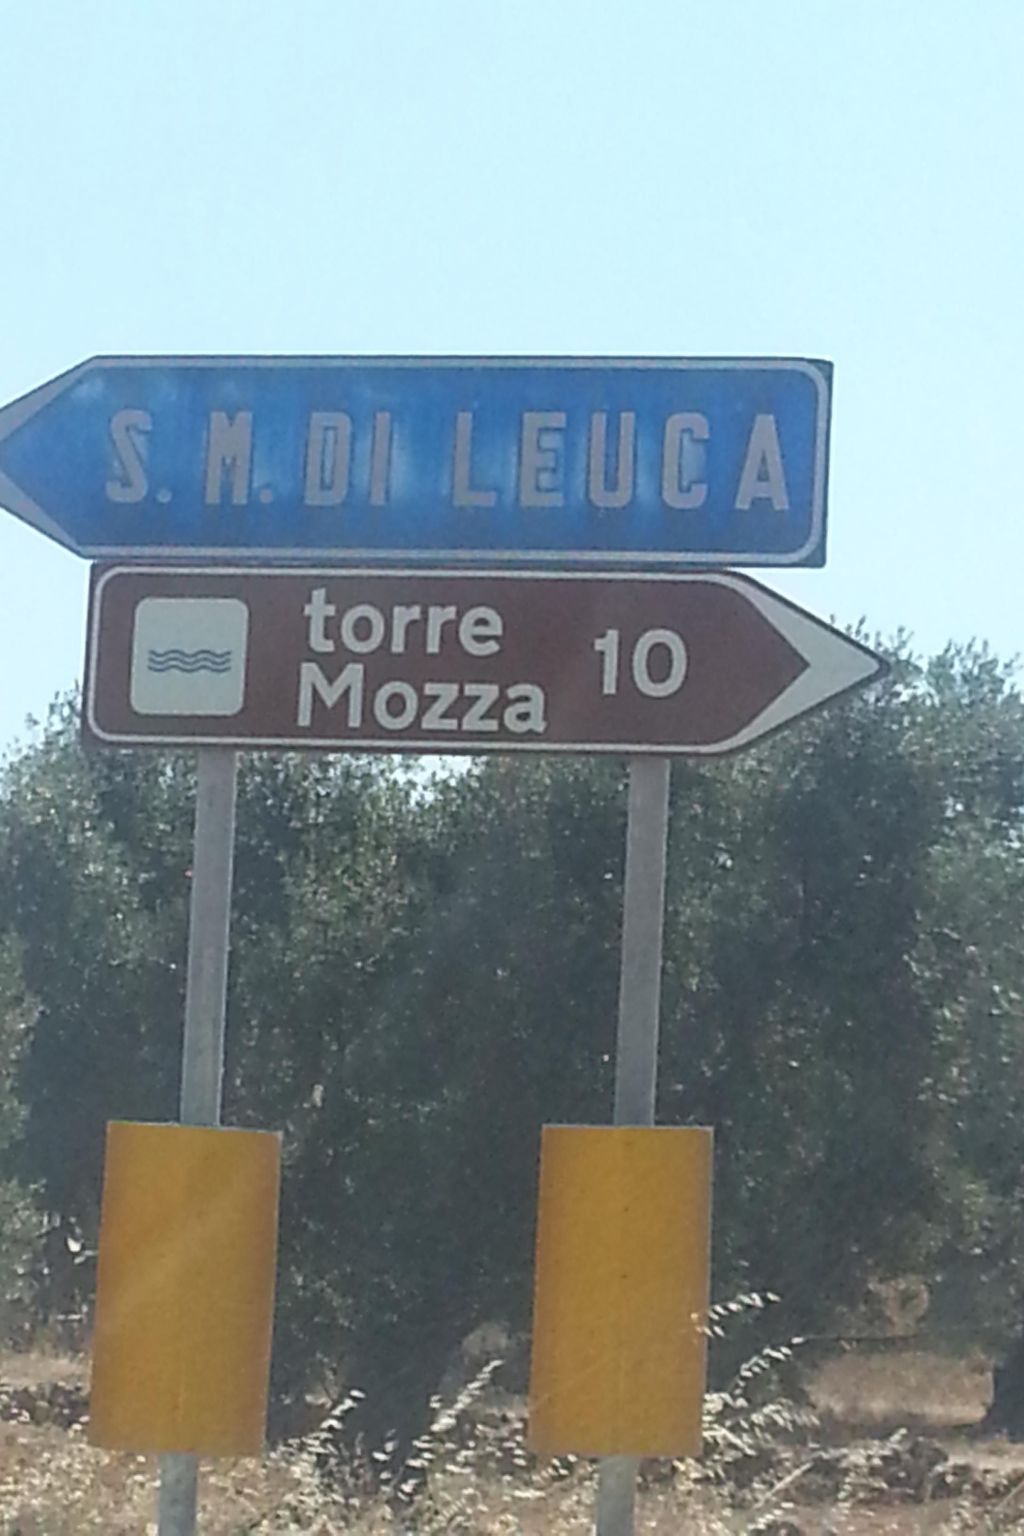 S. M. DI LEUCA
torre
Mozza 10